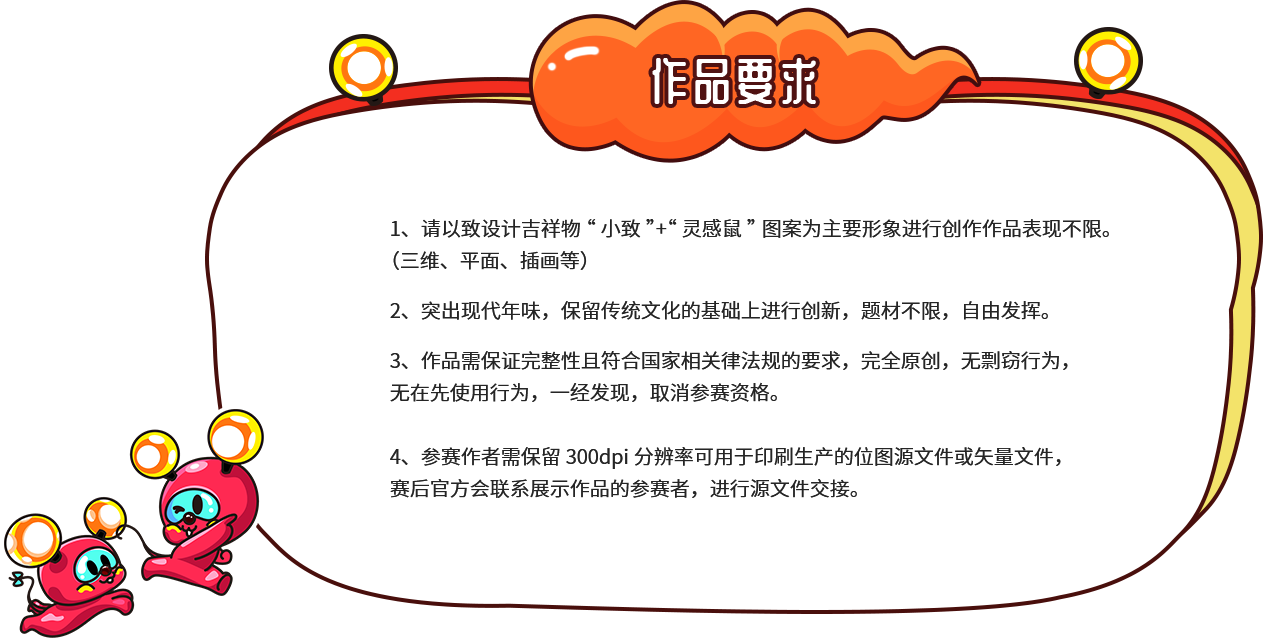 作品要求
1、请以致设计吉祥物“小致”+“灵感鼠”图案为主要形象进行创作作品表现不限。
（三维、平面、插画等）
2、突出现代年味，保留传统文化的基础上进行创新，题材不限，自由发挥。
3、作品需保证完整性且符合国家相关律法规的要求，完全原创，无剽窃行为，
无在先使用行为，一经发现，取消参赛资格。
4、参赛作者需保留 300dpi 分辨率可用于印刷生产的位图源文件或矢量文件，
赛后官方会联系展示作品的参赛者，进行源文件交接。